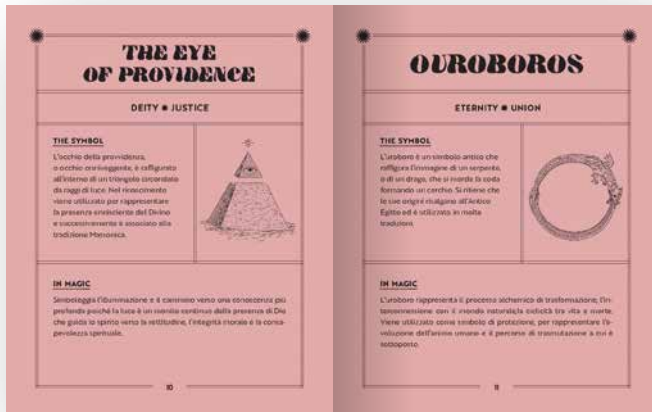 THE EYE
OF PROVIDENCE
DEITY ✹ JUSTICE
THE SYMBOL
L'occhio della provvidenza,
o occhio onniveggente, è raffigurato
all'interno di un triangolo circondato
da raggi di luce. Nel rinascimento
viene utilizzato per rappresentare
la presenza onnisciente del Divino
e successivamente è associato alla
tradizione Massonica.
IN MAGIC
Simboleggia l'illuminazione e il cammino verso una conoscenza più
profonda poiché la luce è un monito continuo della presenza di Dio
che guida lo spirito verso la rettitudine, l'integrità morale e la consa-
pevolezza spirituale.
10
OUROBOROS
ETERNITY ✹ UNION
THE SYMBOL
L'uroboro è un simbolo antico che
raffigura l'immagine di un serpente,
o di un drago, che si morde la coda
formando un cerchio. Si ritiene che
le sue origini risalgano all'Antico
Egitto ed è utilizzato in molte
tradizioni.
IN MAGIC
L'uroboro rappresenta il processo alchemico di trasformazione, l'in-
terconnessione con il mondo naturale, la ciclicità tra vita e morte.
Viene utilizzato come simbolo di protezione, per rappresentare l'e-
voluzione dell'animo umano e il percorso di trasmutazione a cui è
sottoposto.
11